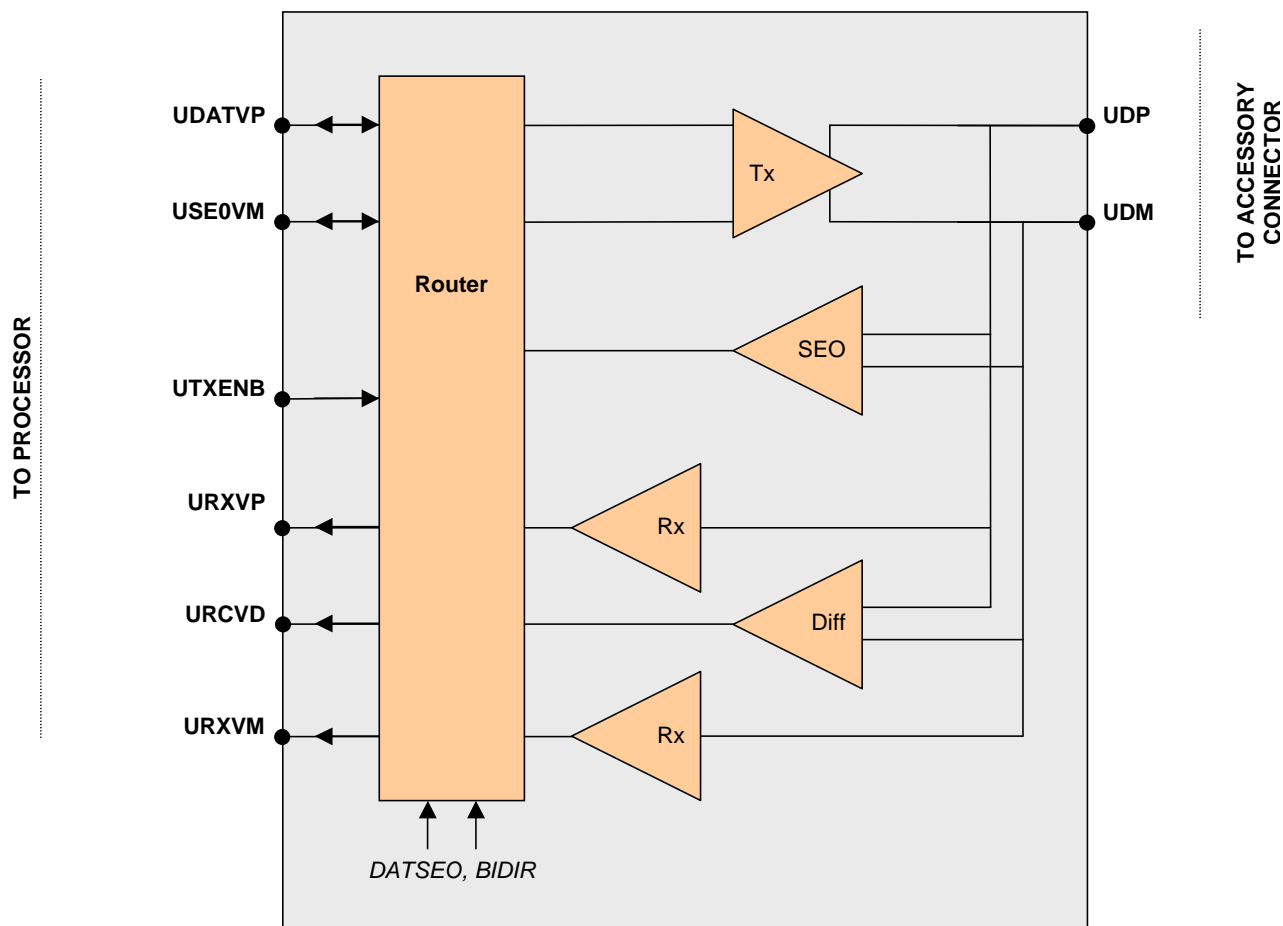 UDATVP
USE0VM
UTXENB
URXVP
URCVD
URXVM
TO PROCESSOR
Router
Tx
SEO
Rx
Diff
Rx
DATSEO, BIDIR
UDP
UDM
TO ACCESSORY
CONNECTOR